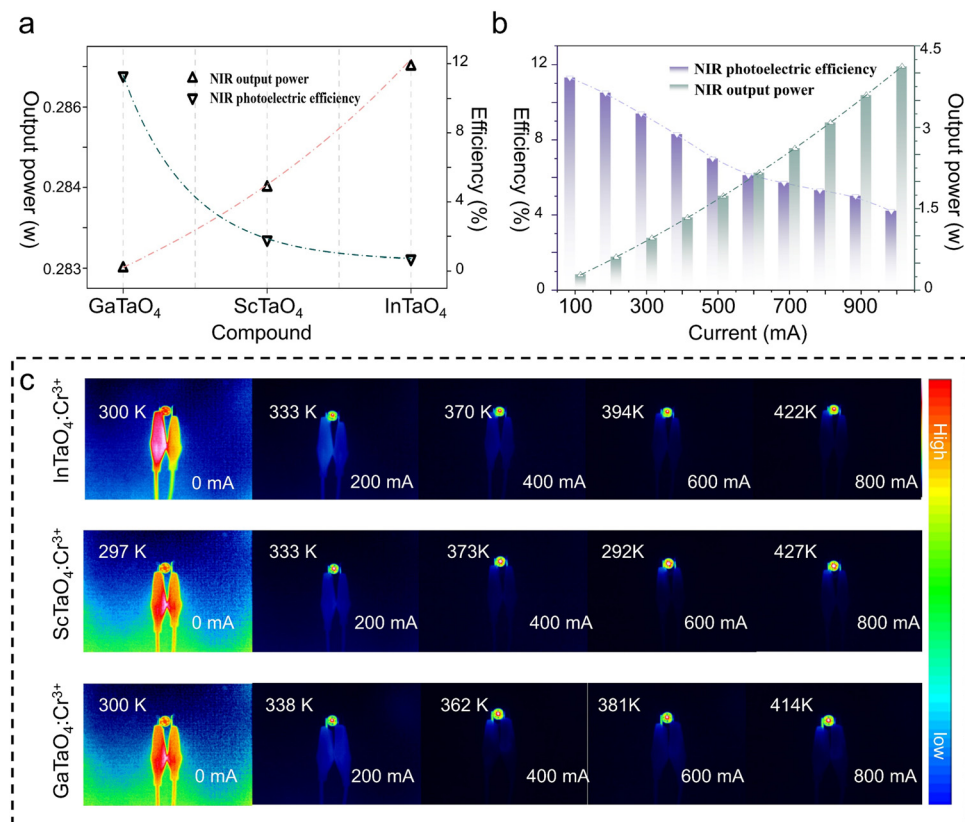 a
Output power (w)
0.286
0.284
0.283
NIR output power
NIR photoelectric efficiency
12
8
4
0
Efficiency (%)
GaTaO₄
ScTaO₄
InTaO₄
Compound
b
Efficiency (%)
12
8
4
0
NIR photoelectric efficiency
NIR output power
4.5
3
1.5
0
Output power (w)
100
300
500
700
900
Current (mA)
c
InTaO₄:Cr³⁺
300 K
0 mA
333 K
200 mA
370 K
400 mA
394K
600 mA
422K
800 mA
ScTaO₄:Cr³⁺
297 K
0 mA
333 K
200 mA
373K
400 mA
292K
600 mA
427K
800 mA
GaTaO₄:Cr³⁺
300 K
0 mA
338 K
200 mA
362 K
400 mA
381K
600 mA
414K
800 mA
High
low